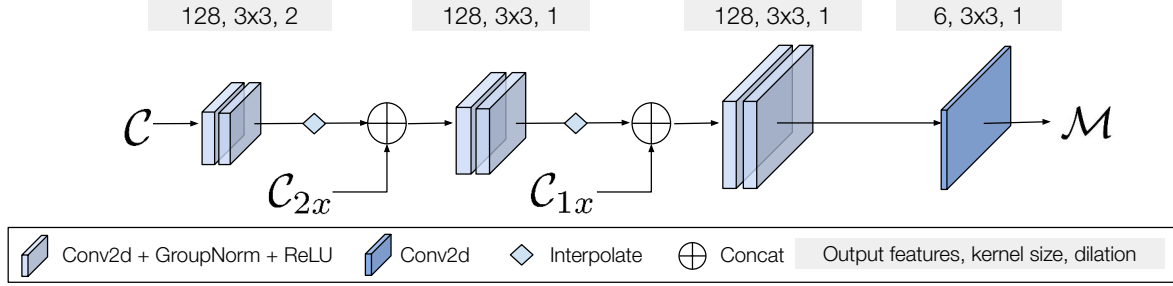 128, 3x3, 2 128, 3x3, 1 128, 3x3, 1 6, 3x3, 1
C M
C2x C1x
Conv2d + GroupNorm + ReLU Conv2d Interpolate Concat Output features, kernel size, dilation